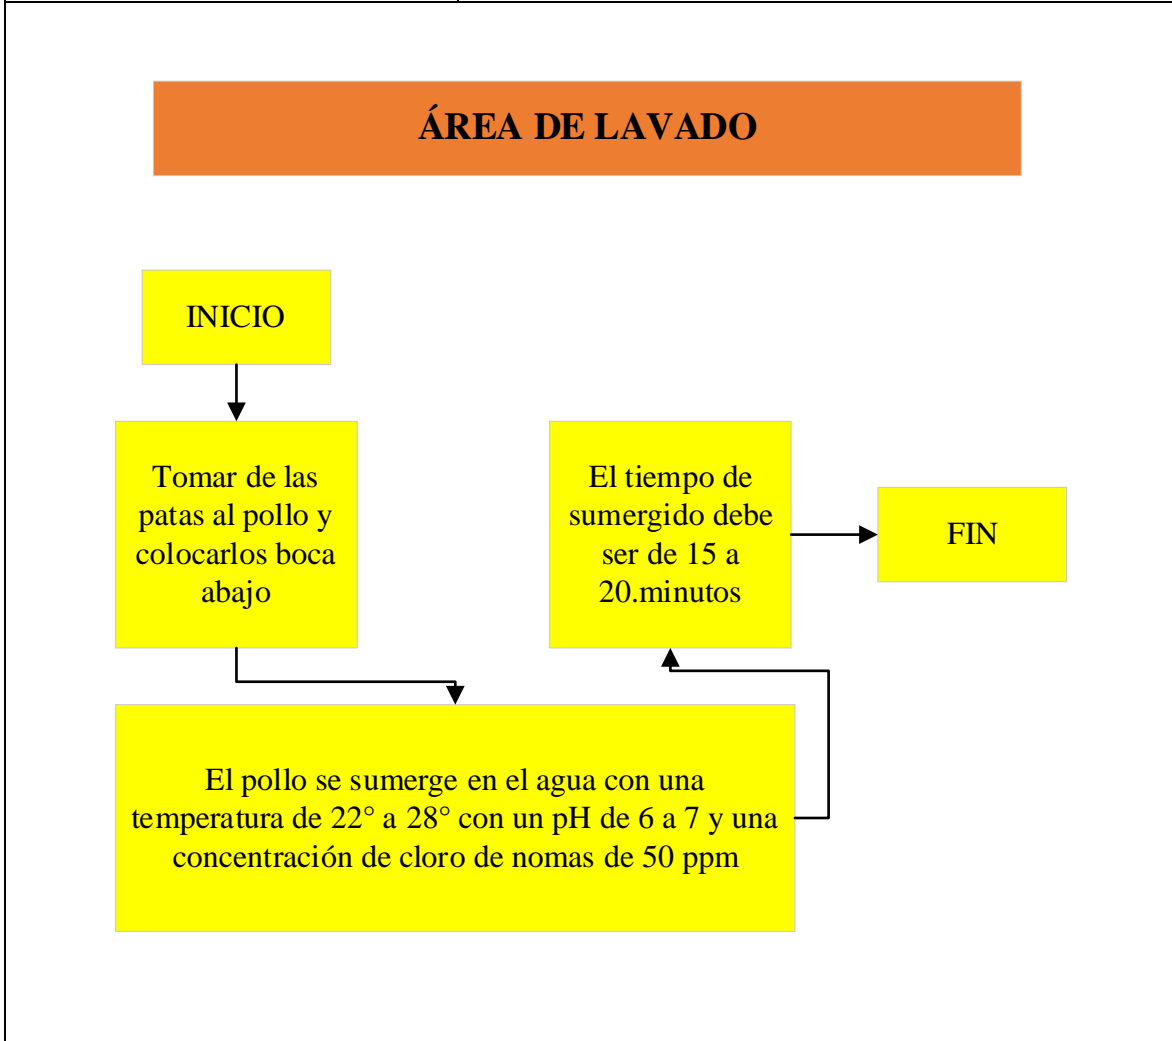 ÁREA DE LAVADO
INICIO
Tomar de las
patas al pollo y
colocarlos boca
abajo
El pollo se sumerge en el agua con una
temperatura de 22° a 28° con un pH de 6 a 7 y una
concentración de cloro de nomas de 50 ppm
El tiempo de
sumergido debe
ser de 15 a
20.minutos
FIN